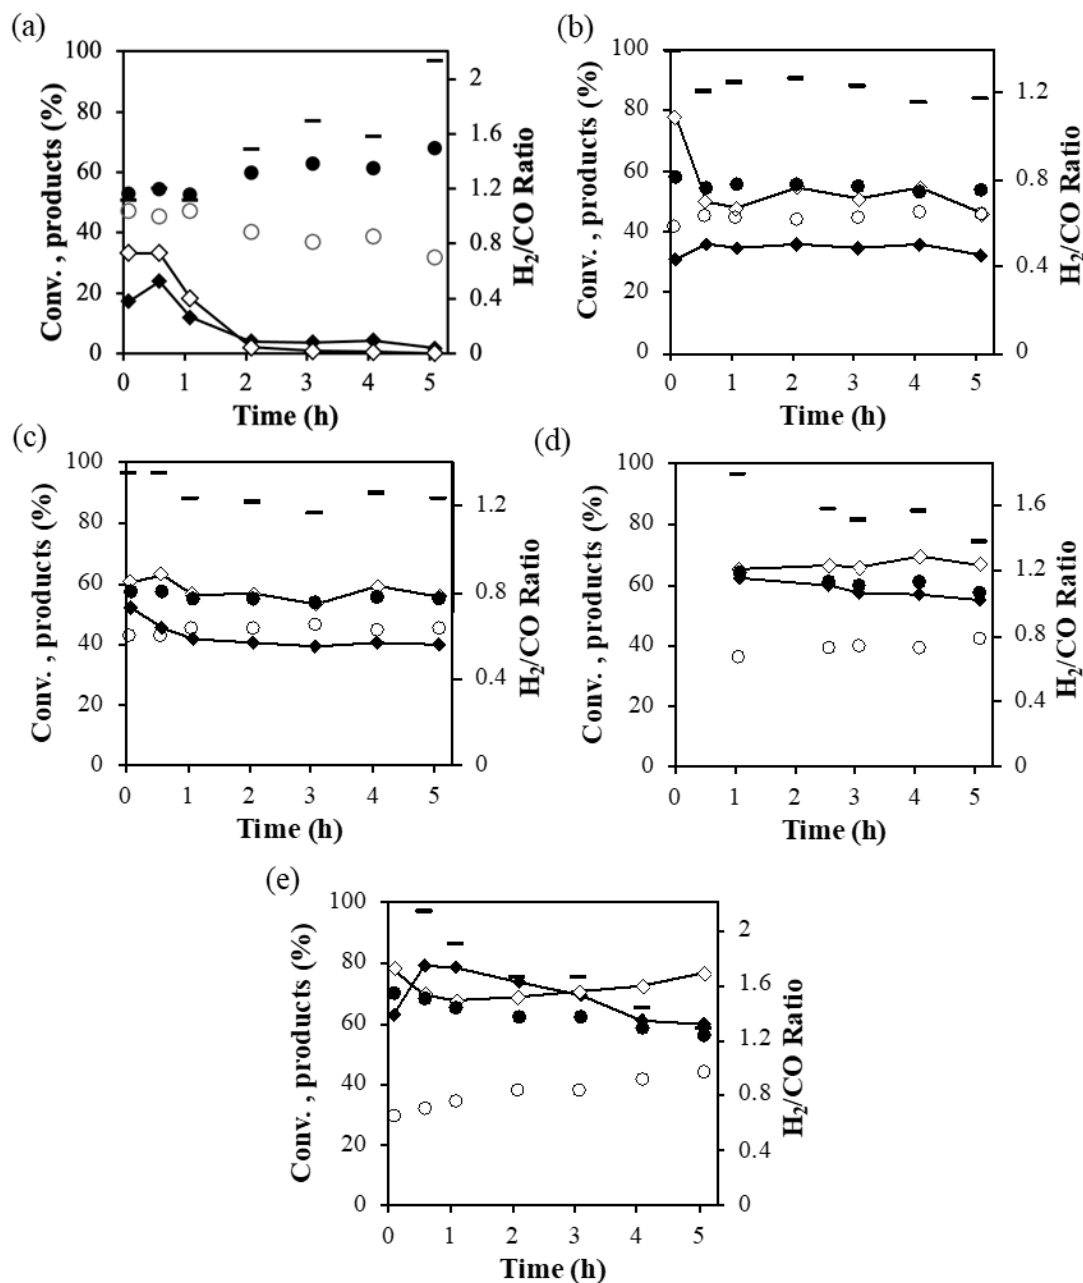 (a)
100
80
60
40
20
0
Conv. , products (%)
2
1.6
1.2
0.8
0.4
0
H₂/CO Ratio
0 1 2 3 4 5
Time (h)
(b)
100
80
60
40
20
0
Conv. , products (%)
1.2
0.8
0.4
0
H₂/CO Ratio
0 1 2 3 4 5
Time (h)
(c)
100
80
60
40
20
0
Conv. , products (%)
1.2
0.8
0.4
0
H₂/CO Ratio
0 1 2 3 4 5
Time (h)
(d)
100
80
60
40
20
0
Conv. , products (%)
1.6
1.2
0.8
0.4
0
H₂/CO Ratio
0 1 2 3 4 5
Time (h)
(e)
100
80
60
40
20
0
Conv. , products (%)
2
1.6
1.2
0.8
0.4
0
H₂/CO Ratio
0 1 2 3 4 5
Time (h)